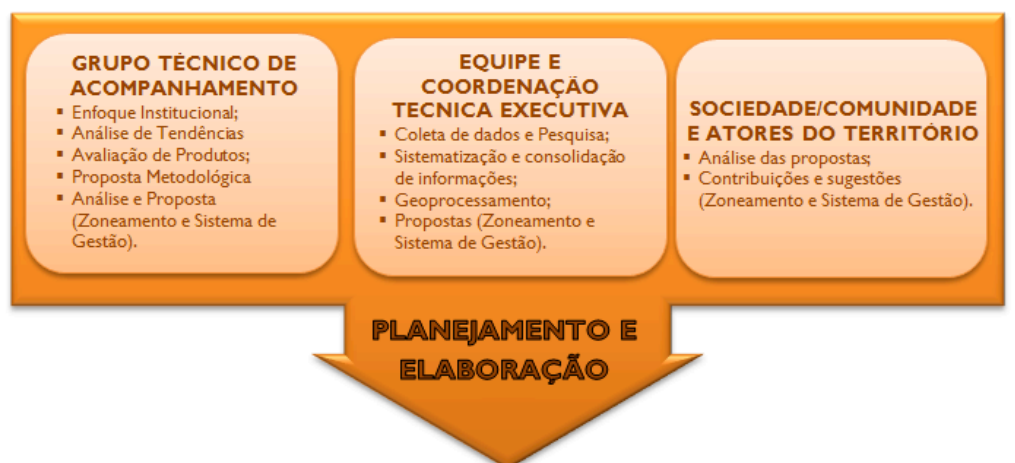 GRUPO TÉCNICO DE
ACOMPANHAMENTO
▪ Enfoque Institucional;
▪ Análise de Tendências
▪ Avaliação de Produtos;
▪ Proposta Metodológica
▪ Análise e Proposta
(Zoneamento e Sistema de
Gestão).
EQUIPE E
COORDENAÇÃO
TECNICA EXECUTIVA
▪ Coleta de dados e Pesquisa;
▪ Sistematização e consolidação
de informações;
▪ Geoprocessamento;
▪ Propostas (Zoneamento e
Sistema de Gestão).
SOCIEDADE/COMUNIDADE
E ATORES DO TERRITÓRIO
▪ Análise das propostas;
▪ Contribuições e sugestões
(Zoneamento e Sistema de Gestão).
PLANEJAMENTO E
ELABORAÇÃO